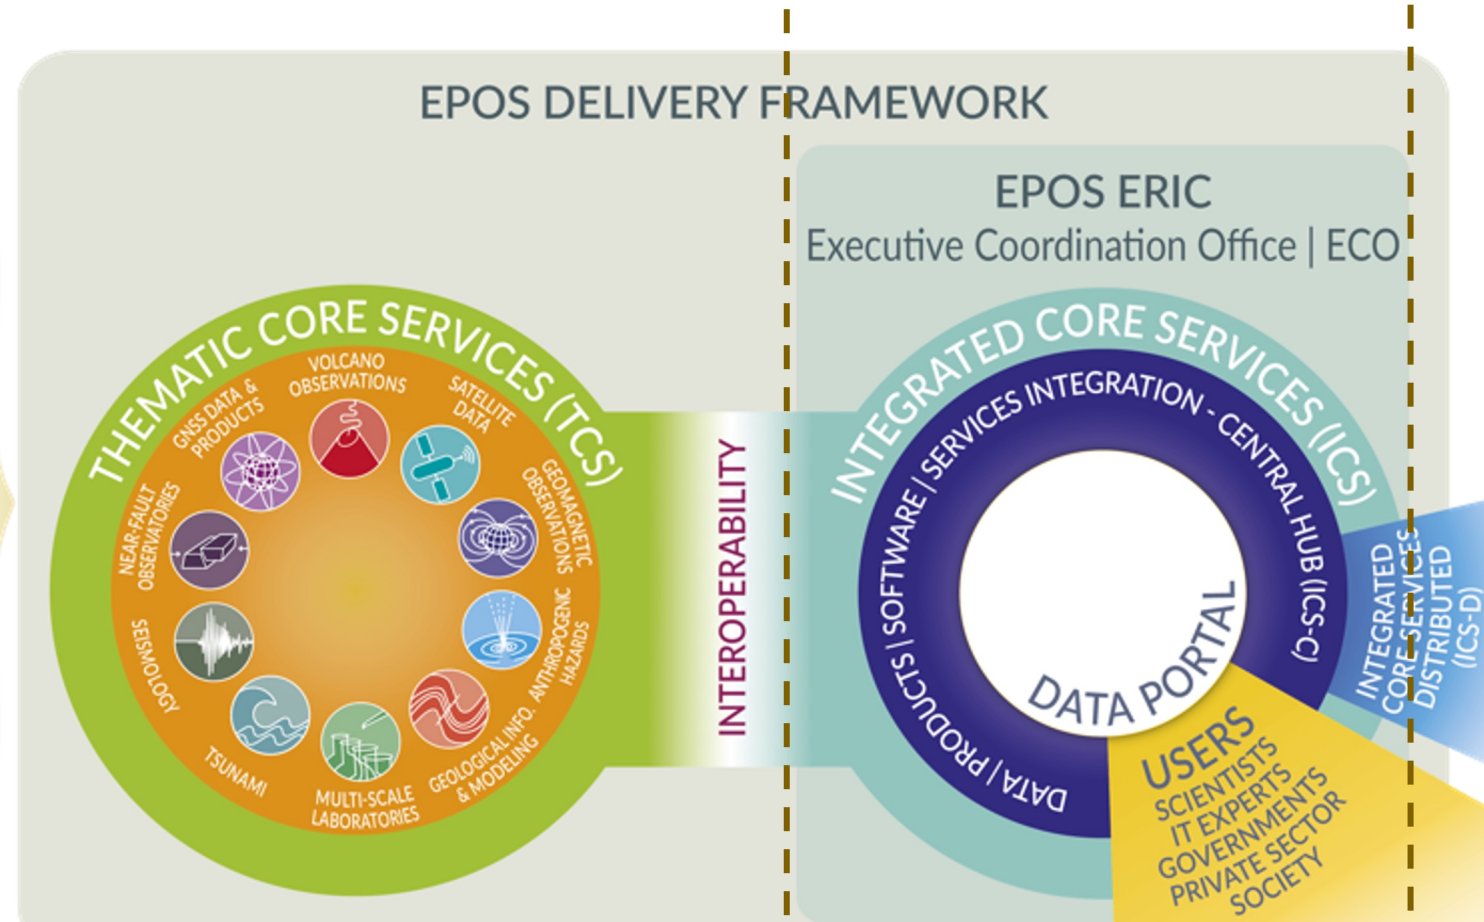 EPOS DELIVERY FRAMEWORK
EPOS ERIC
Executive Coordination Office | ECO
THEMATIC CORE SERVICES (TCS)
VOLCANO
OBSERVATIONS
SATELLITE
DATA
GEOMAGNETIC
OBSERVATIONS
ANTHROPOGENIC
HAZARDS
GEOLOGICAL INFO.
& MODELING
MULTI-SCALE
LABORATORIES
TSUNAMI
SEISMOLOGY
NEAR-FAULT
OBSERVATORIES
GNSS DATA &
PRODUCTS
INTEROPERABILITY
INTEGRATED CORE SERVICES (ICS)
DATA | PRODUCTS | SOFTWARE | SERVICES INTEGRATION - CENTRAL HUB (ICS-C)
DATA PORTAL
INTEGRATED
CORE SERVICES
DISTRIBUTED
(ICS-D)
USERS
SCIENTISTS
IT EXPERTS
GOVERNMENTS
PRIVATE SECTOR
SOCIETY